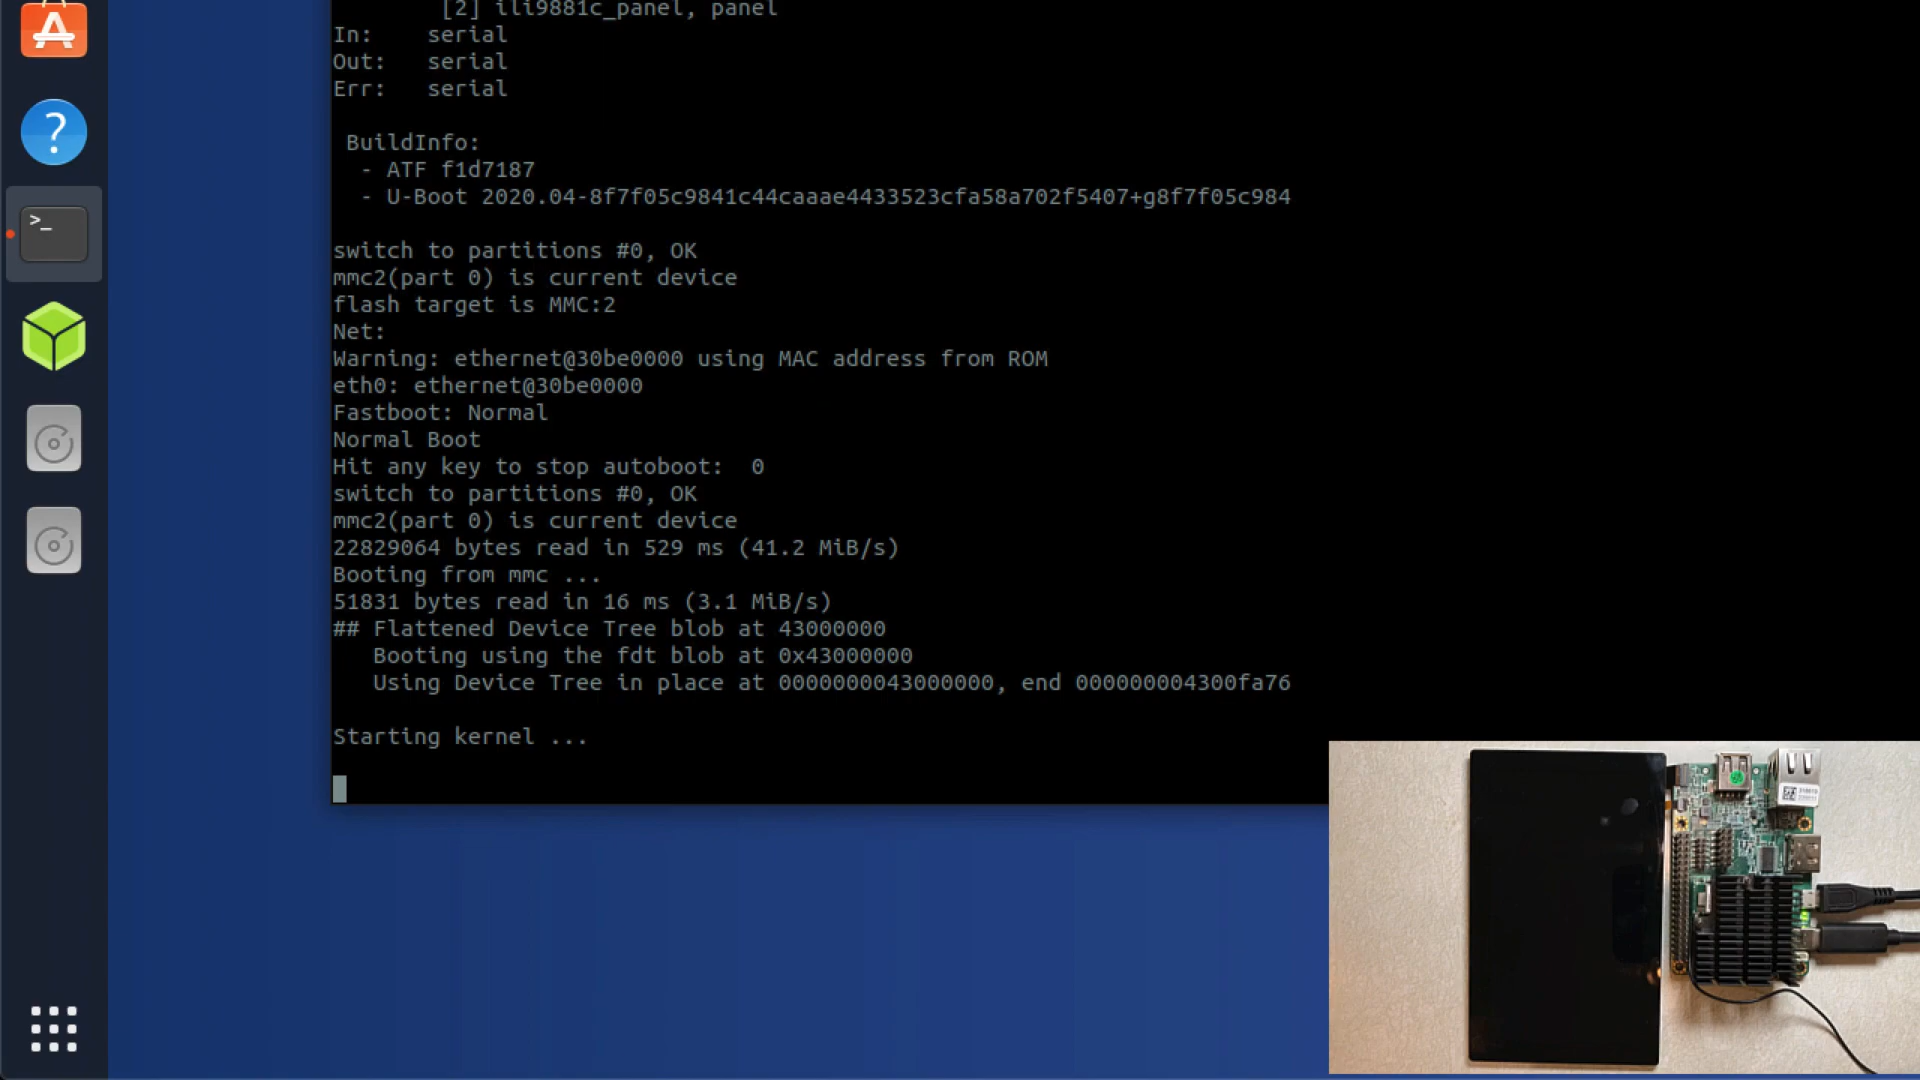 [2] ili9881c_panel, panel
In:    serial
Out:   serial
Err:   serial
BuildInfo:
- ATF f1d7187
- U-Boot 2020.04-8f7f05c9841c44caaae4433523cfa58a702f5407+g8f7f05c984
switch to partitions #0, OK
mmc2(part 0) is current device
flash target is MMC:2
Net:
Warning: ethernet@30be0000 using MAC address from ROM
eth0: ethernet@30be0000
Fastboot: Normal
Normal Boot
Hit any key to stop autoboot:  0
switch to partitions #0, OK
mmc2(part 0) is current device
22829064 bytes read in 529 ms (41.2 MiB/s)
Booting from mmc ...
51831 bytes read in 16 ms (3.1 MiB/s)
## Flattened Device Tree blob at 43000000
Booting using the fdt blob at 0x43000000
Using Device Tree in place at 0000000043000000, end 000000004300fa76
Starting kernel ...